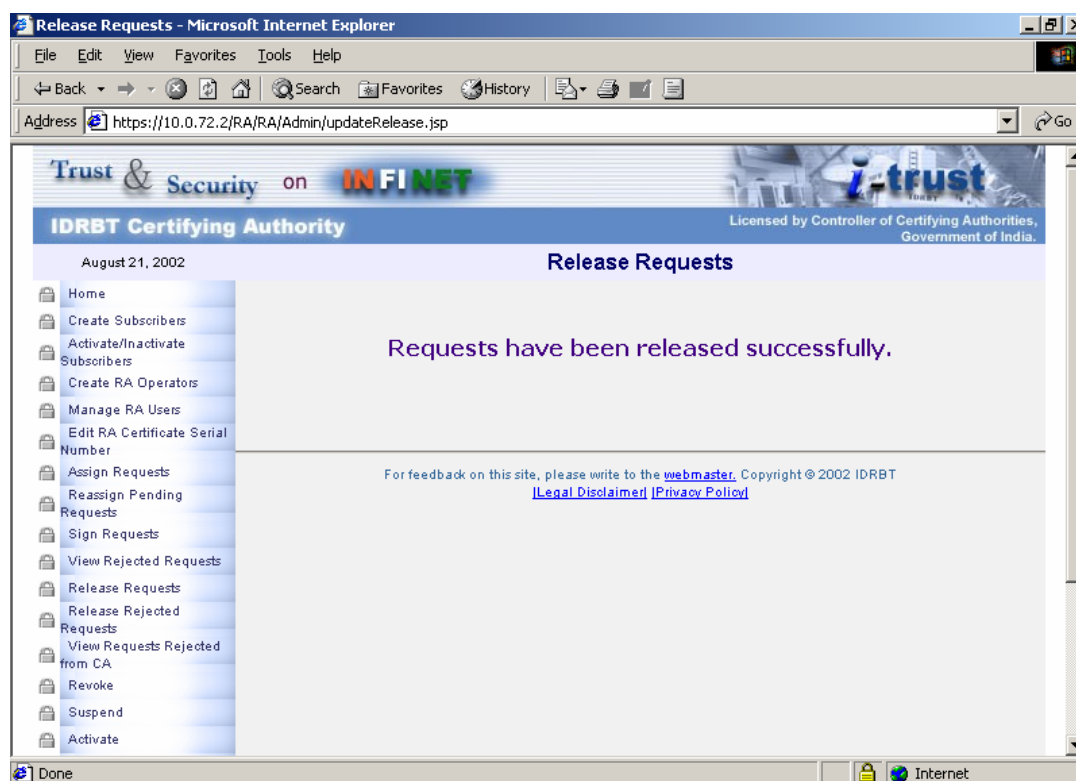 Release Requests - Microsoft Internet Explorer
File Edit View Favorites Tools Help
Back Search Favorites History
Address https://10.0.72.2/RA/RA/Admin/updateRelease.jsp Go
Trust & Security on INFINET
i-trust
IDRBT
IDRBT Certifying Authority
Licensed by Controller of Certifying Authorities,
Government of India.
August 21, 2002
Release Requests
Home
Create Subscribers
Activate/Inactivate
Subscribers
Create RA Operators
Manage RA Users
Edit RA Certificate Serial
Number
Assign Requests
Reassign Pending
Requests
Sign Requests
View Rejected Requests
Release Requests
Release Rejected
Requests
View Requests Rejected
from CA
Revoke
Suspend
Activate
Requests have been released successfully.
For feedback on this site, please write to the webmaster. Copyright © 2002 IDRBT
|Legal Disclaimer| |Privacy Policy|
Done Internet